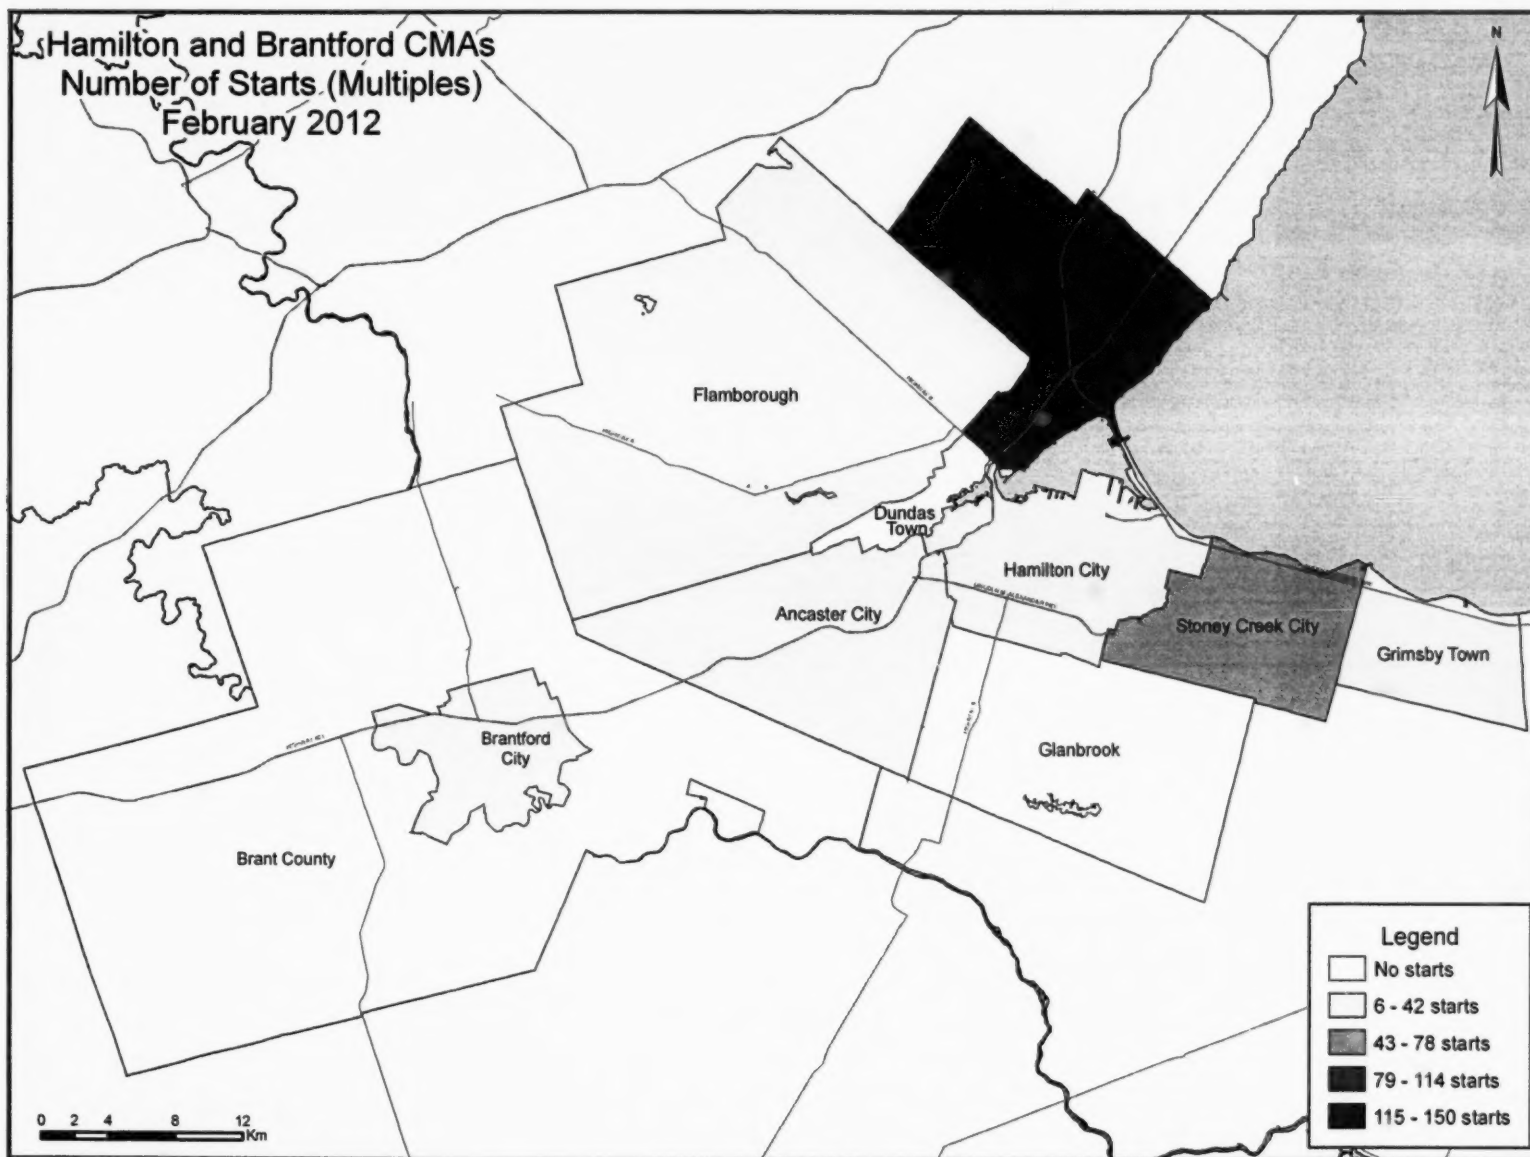 Hamilton and Brantford CMAs
Number of Starts (Multiples)
February 2012
N
Flamborough
Dundas
Town
Hamilton City
Ancaster City
Stoney Creek City
Grimsby Town
Brantford
City
Glanbrook
Brant County
Legend
No starts
6 - 42 starts
43 - 78 starts
79 - 114 starts
115 - 150 starts
0 2 4 8 12
Km